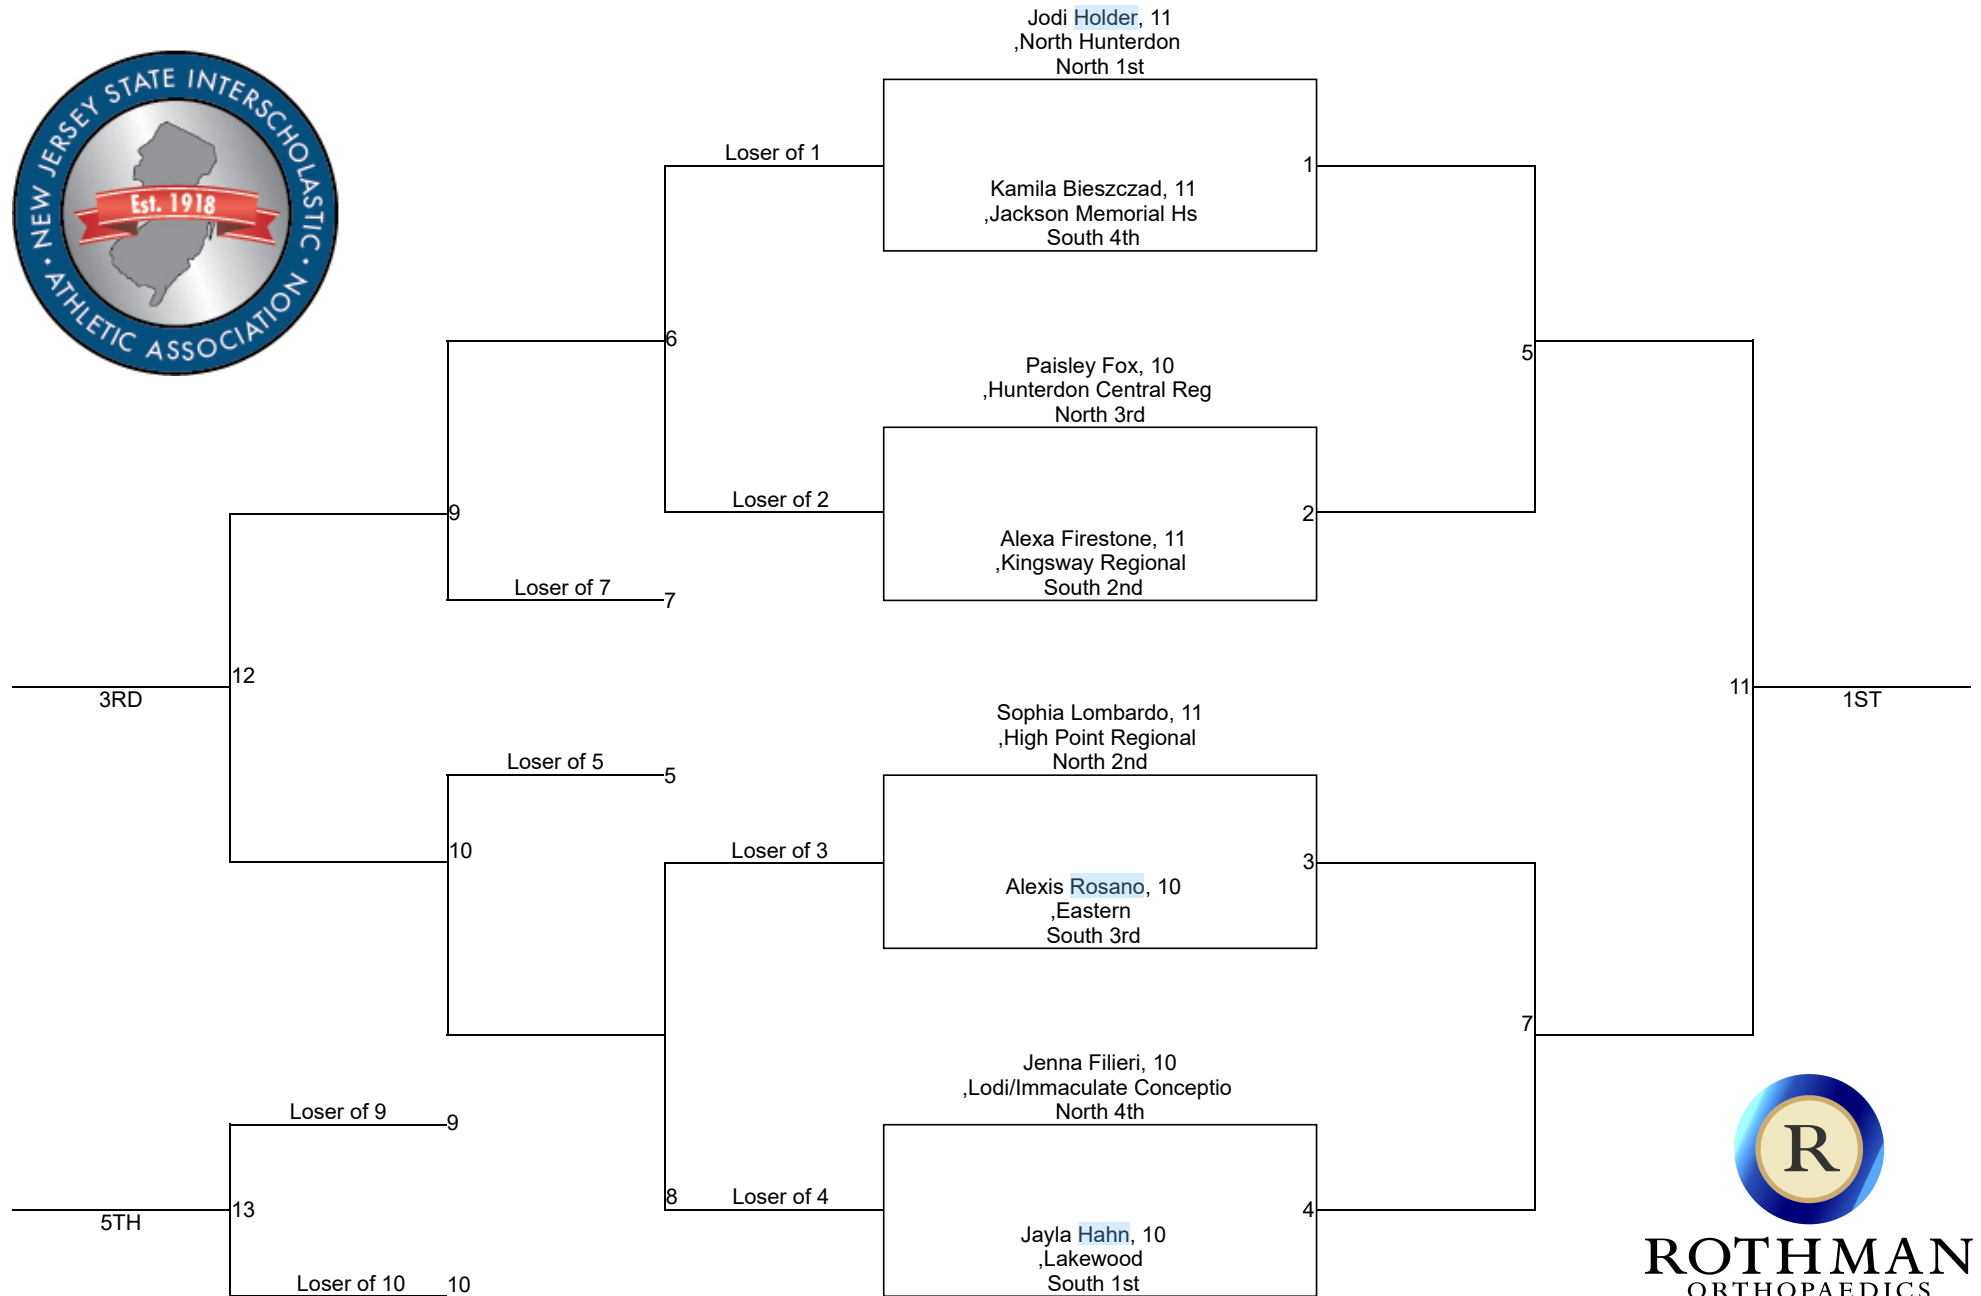 Jodi Holder, 11
,North Hunterdon
North 1st
NEW JERSEY STATE INTERSCHOLASTIC
• ATHLETIC ASSOCIATION •
Est. 1918
Loser of 1
1
Kamila Bieszczad, 11
,Jackson Memorial Hs
South 4th
6
5
Paisley Fox, 10
,Hunterdon Central Reg
North 3rd
Loser of 2
2
9
Alexa Firestone, 11
,Kingsway Regional
South 2nd
Loser of 7
7
12
3RD
11
1ST
Sophia Lombardo, 11
,High Point Regional
North 2nd
Loser of 5
5
10
Loser of 3
3
Alexis Rosano, 10
,Eastern
South 3rd
7
Jenna Filieri, 10
,Lodi/Immaculate Conceptio
North 4th
Loser of 9
9
8
Loser of 4
4
13
5TH
Jayla Hahn, 10
,Lakewood
South 1st
Loser of 10
10
R
ROTHMAN
ORTHOPAEDICS